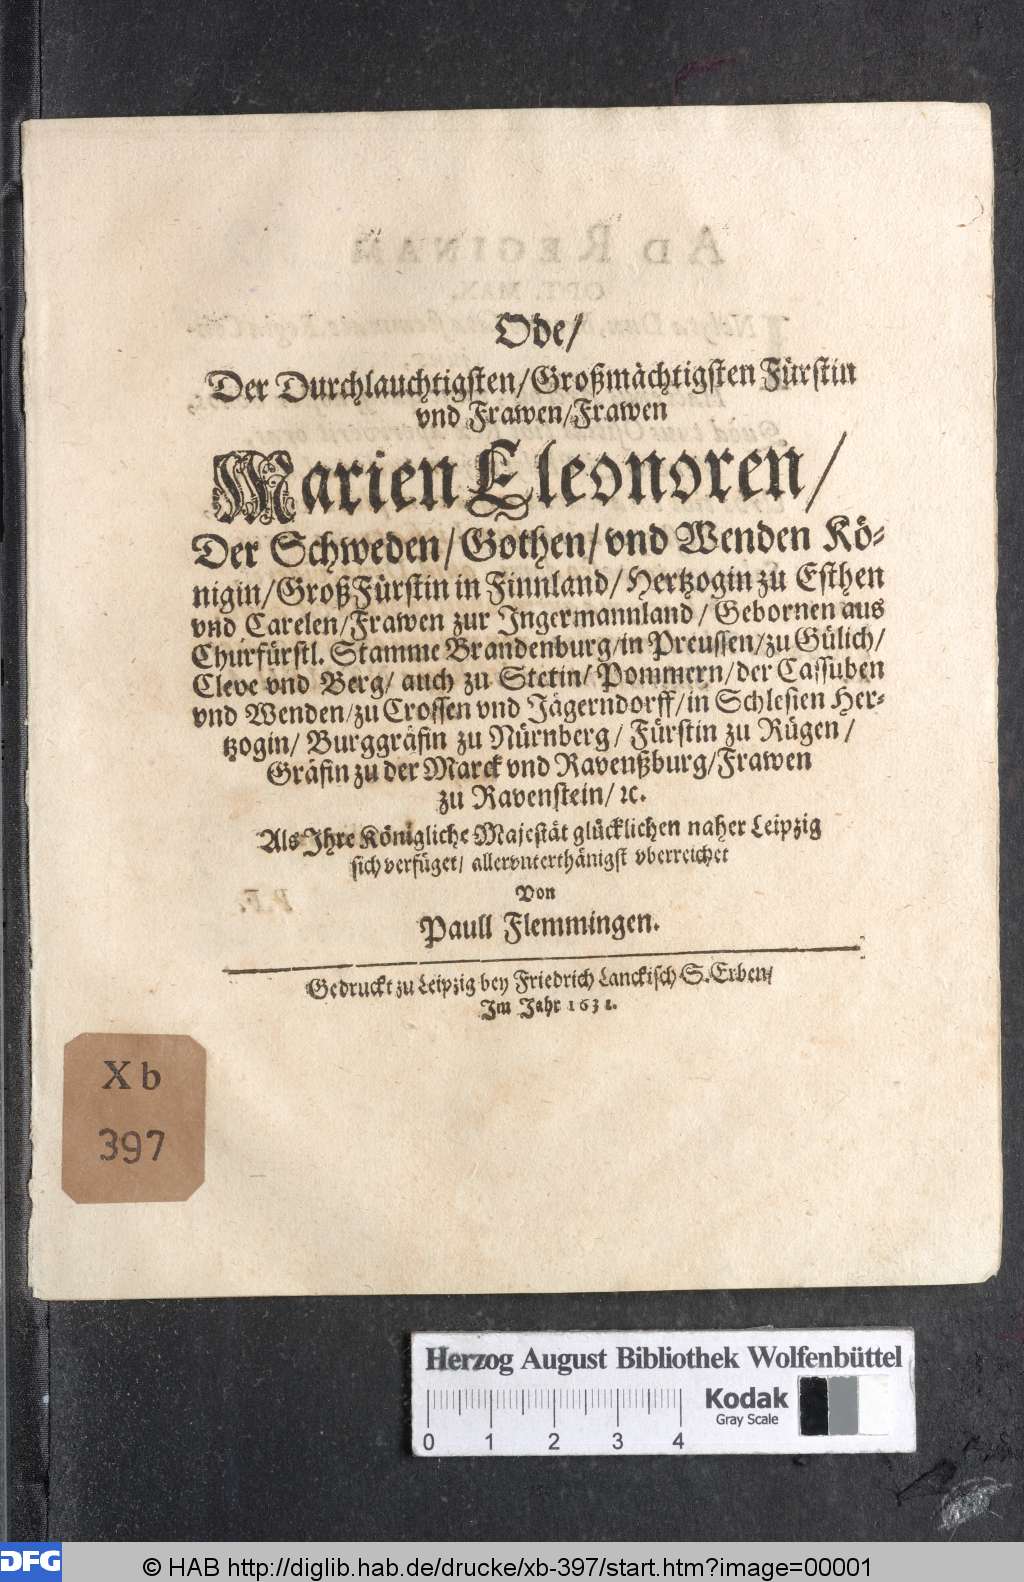 Ode/
Der Durchlauchtigsten/Großmächtigsten Fürstin
vnd Frawen/Frawen
Marien Eleonoren/
Der Schweden/Gothen/vnd Wenden Kö-
nigin/GroßFürstin in Finnland/Hertzogin zu Esthen
vnd Carelen/Frawen zur Ingermannland/Gebornen aus
Churfürstl. Stamme Brandenburg/in Preussen/zu Gülich/
Cleve vnd Berg/ auch zu Stetin/Pommern/der Cassuben
vnd Wenden/zu Crossen vnd Jägerndorff/in Schlesien Her-
tzogin/ Burggräfin zu Nürnberg/ Fürstin zu Rügen/
Gräfin zu der Marck vnd Ravenßburg/Frawen
zu Ravenstein/ ꝛc.
Als Ihre Königliche Majestät glücklichen naher Leipzig
sich verfüget/ allervnterthänigst vberreichet
Von
Paull Flemmingen.
Gedruckt zu Leipzig bey Friedrich Lanckisch S. Erben/
Im Jahr 1631.
Xb
397
Herzog August Bibliothek Wolfenbüttel
Kodak
Gray Scale
0 1 2 3 4
DFG
© HAB http://diglib.hab.de/drucke/xb-397/start.htm?image=00001